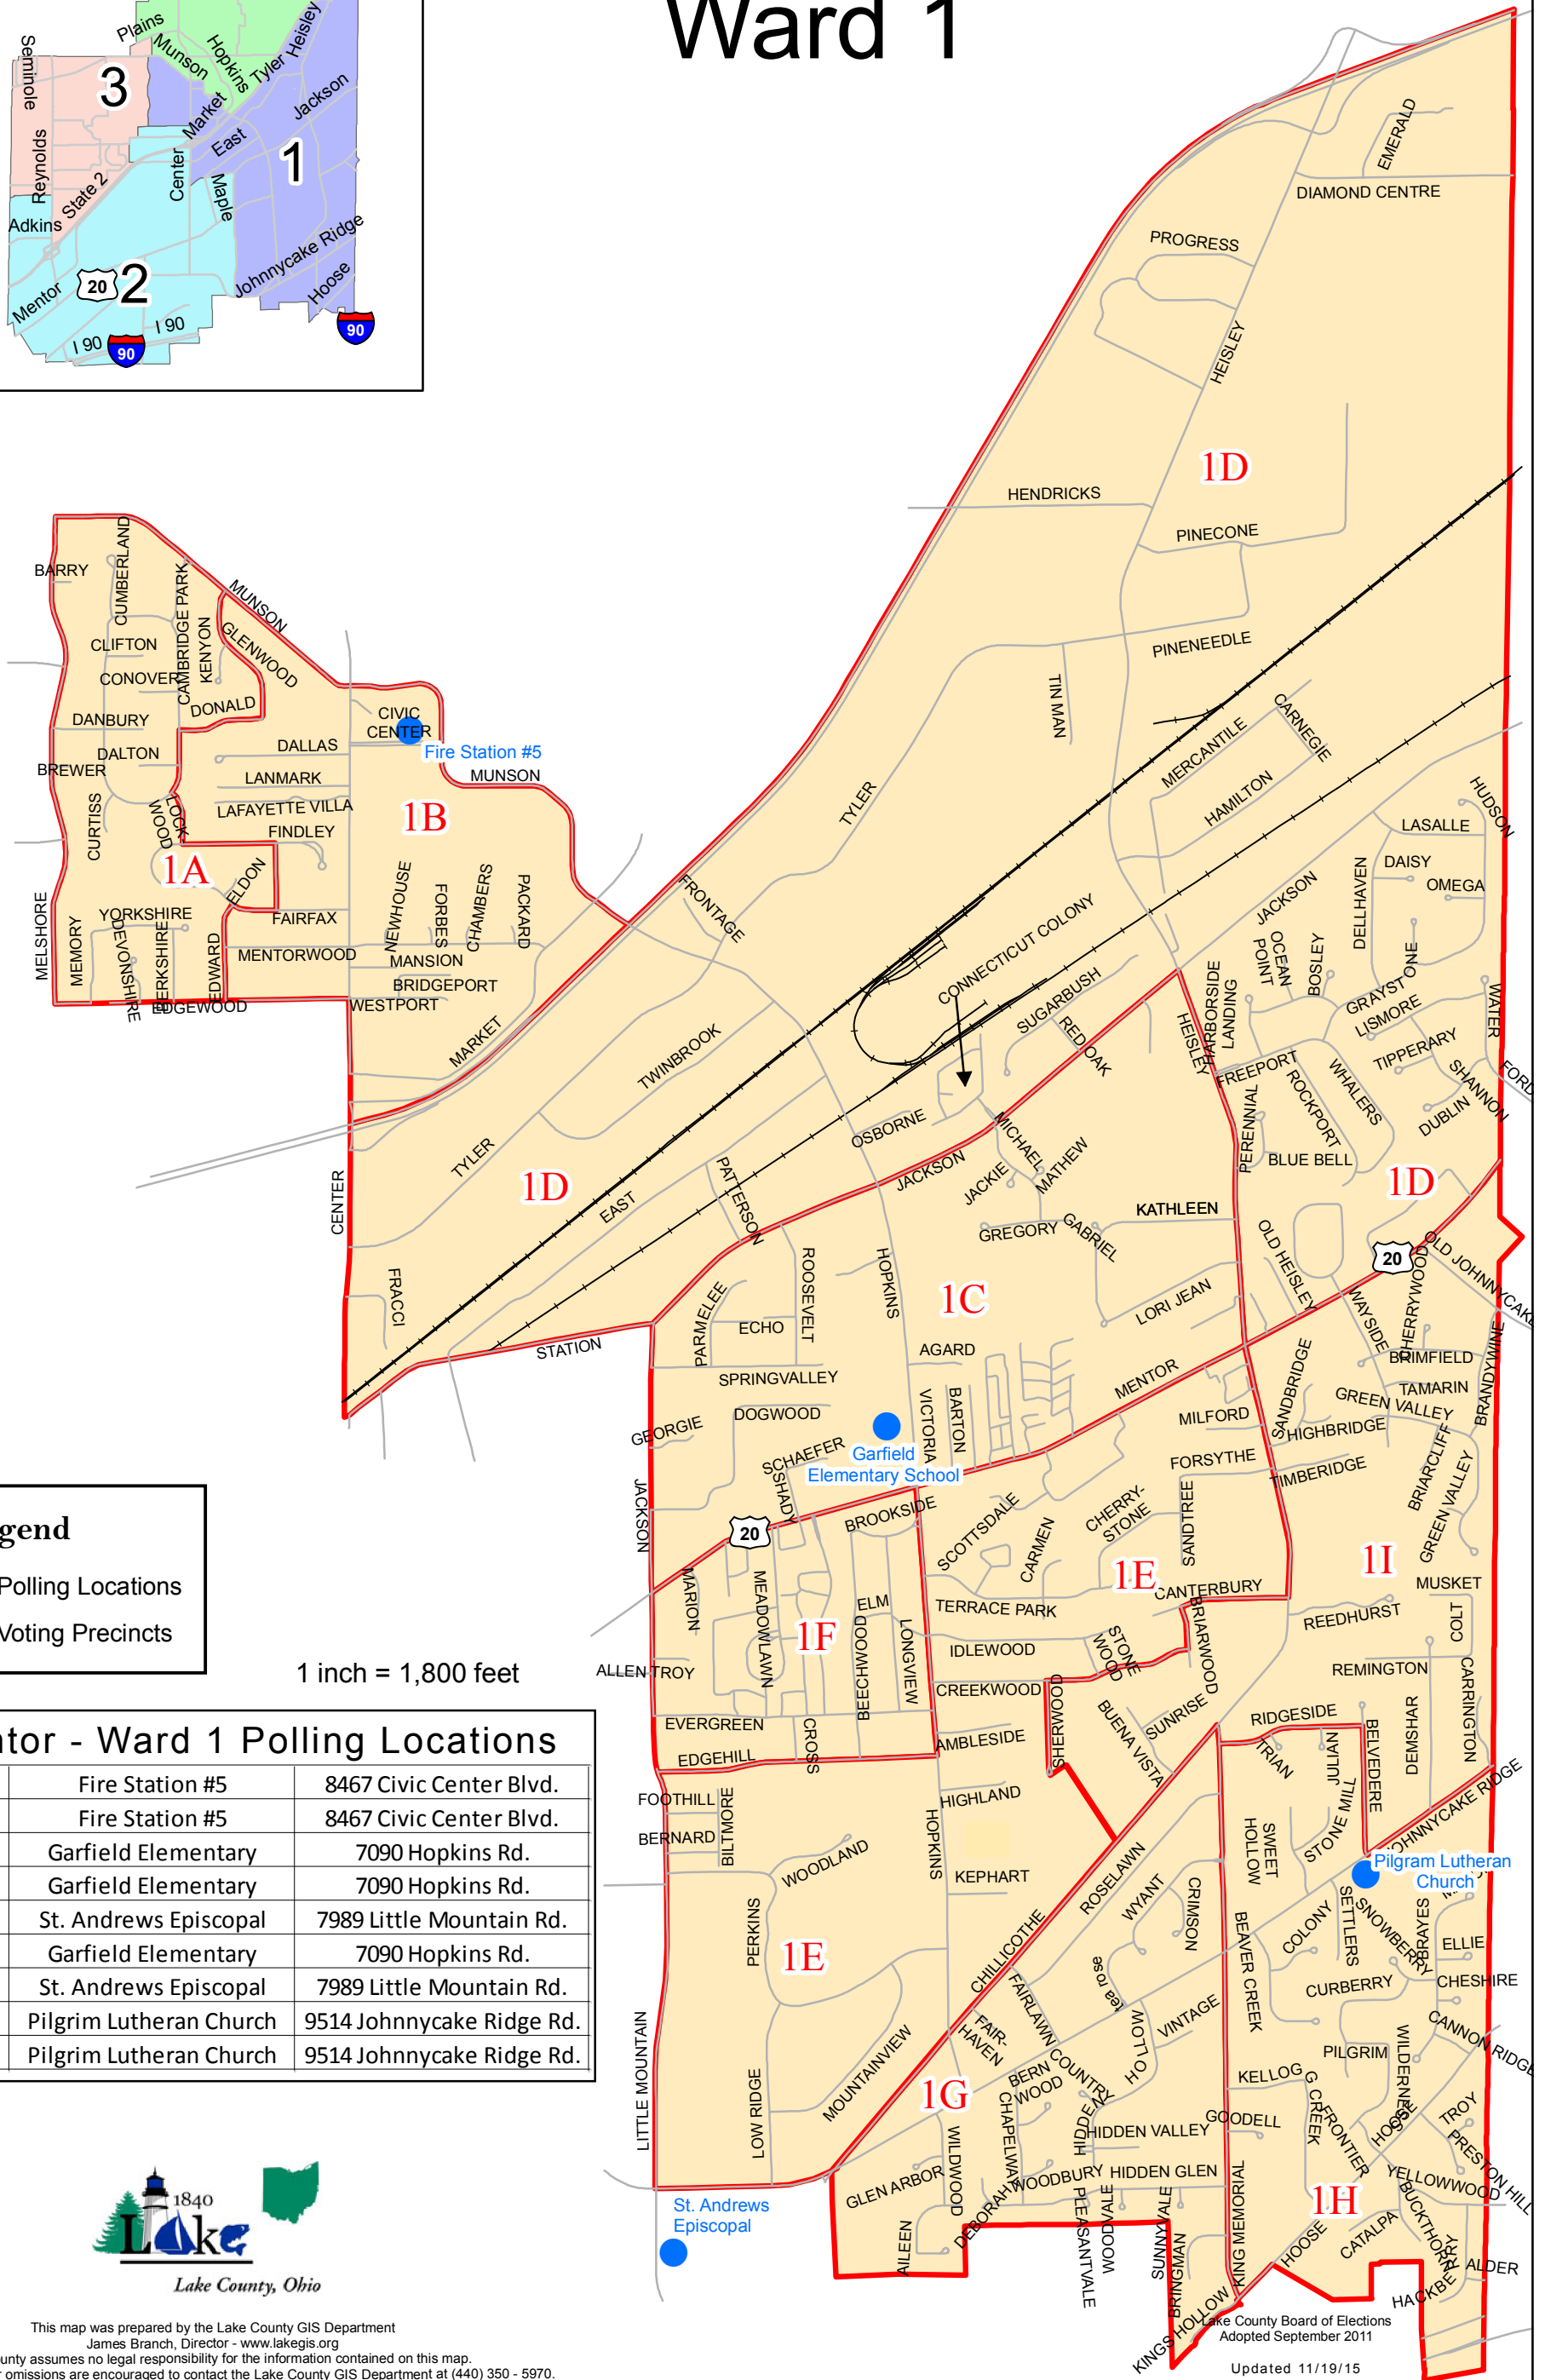 Ward 1
Plains
Seminole
Munson
Hopkins
Tyler
Heisley
3
Market
Jackson
East
Reynolds
Center
1
State 2
Maple
Adkins
Johnnycake Ridge
20
2
Hoose
Mentor
I 90
I 90
90
90
EMERALD
DIAMOND CENTRE
PROGRESS
HEISLEY
1D
HENDRICKS
PINECONE
PINENEEDLE
TIN MAN
BARRY
CUMBERLAND
CAMBRIDGE PARK
MUNSON
CLIFTON
KENYON
GLENWOOD
CONOVER
DONALD
DANBURY
CIVIC
CENTER
Fire Station #5
DALLAS
DALTON
BREWER
LANMARK
MUNSON
LAFAYETTE VILLA
1B
CURTISS
LOCK
WOOD
FINDLEY
1A
ELDON
YORKSHIRE
FAIRFAX
NEWHOUSE
FORBES
CHAMBERS
PACKARD
MELSHORE
MEMORY
DEVONSHIRE
BERKSHIRE
EDWARD
MENTORWOOD
MANSION
BRIDGEPORT
EDGEWOOD
WESTPORT
MARKET
CARNEGIE
MERCANTILE
HAMILTON
TYLER
FRONTAGE
CONNECTICUT COLONY
SUGARBUSH
RED OAK
TWINBROOK
HUDSON
LASALLE
DAISY
OMEGA
JACKSON
DELLHAVEN
OCEAN
POINT
BOSLEY
GRAYSTONE
LISMORE
HARBORSIDE
LANDING
HEISLEY
WATER
TIPPERARY
FREEPORT
ROCKPORT
WHALERS
SHANNON
FORD
DUBLIN
PERENNIAL
BLUE BELL
1D
OSBORNE
MICHAEL
JACKSON
JACKIE
MATHEW
TYLER
1D
EAST
PATTERSON
CENTER
KATHLEEN
GREGORY
GABRIEL
OLD HEISLEY
20
OLD JOHNNYCAKE
FRACCI
ROOSEVELT
HOPKINS
1C
LORI JEAN
WAYSIDE
CHERRYWOOD
PARMELEE
ECHO
STATION
AGARD
BRIMFIELD
BRANDYWINE
SPRINGVALLEY
MENTOR
SANDBRIDGE
TAMARIN
GREEN VALLEY
DOGWOOD
VICTORIA
BARTON
MILFORD
GEORGIE
HIGHBRIDGE
Garfield
Elementary School
SCHAEFER
FORSYTHE
TIMBERIDGE
BRIARCLIFF
GREEN VALLEY
JACKSON
SHADY
20
BROOKSIDE
SCOTTSDALE
CHERRY-
STONE
SANDTREE
CARMEN
1E
1I
MARION
MEADOWLAWN
ELM
CANTERBURY
MUSKET
TERRACE PARK
REEDHURST
COLT
1F
BEECHWOOD
LONGVIEW
IDLEWOOD
STONE
WOOD
BRIARWOOD
ALLEN TROY
REMINGTON
CREEKWOOD
SHERWOOD
SUNRISE
CARRINGTON
EVERGREEN
CROSS
BUENA VISTA
RIDGESIDE
AMBLESIDE
EDGEHILL
TRIAN
JULIAN
BELVEDERE
DEMSHAR
FOOTHILL
HIGHLAND
JOHNNYCAKE RIDGE
BERNARD
BILTMORE
HOPKINS
SWEET
HOLLOW
STONE MILL
WOODLAND
Pilgram Lutheran
Church
KEPHART
ROSELAWN
WYANT
CRIMSON
PERKINS
SETTLERS
SNOWBERRY
BRAYES
COLONY
ELLIE
1E
CHILLICOTHE
BEAVER CREEK
CURBERRY
CHESHIRE
tea rose
FAIRLAWN
FAIR-
HAVEN
VINTAGE
HOLLOW
CANNON RIDGE
LITTLE MOUNTAIN
MOUNTAINVIEW
PILGRIM
WILDERNESS
BERN
WOOD
COUNTRY
KELLOGG CREEK
LOW RIDGE
1G
CHAPELWAY
HIDDEN
GOODELL
HOOSE
TROY
FRONTIER
HIDDEN VALLEY
PRESTON HILL
WILDWOOD
WOODBURY
HIDDEN GLEN
GLEN ARBOR
YELLOWWOOD
1H
BUCKTHORN
St. Andrews
Episcopal
DEBORAH
PLEASANTVALE
WOODVALE
SUNNYVALE
KING MEMORIAL
CATALPA
AILEEN
BRINGMAN
HOOSE
ALDER
HACKBERRY
KINGS HOLLOW
gend
Polling Locations
Voting Precincts
1 inch = 1,800 feet
ntor - Ward 1 Polling Locations
Fire Station #5 8467 Civic Center Blvd.
Fire Station #5 8467 Civic Center Blvd.
Garfield Elementary 7090 Hopkins Rd.
Garfield Elementary 7090 Hopkins Rd.
St. Andrews Episcopal 7989 Little Mountain Rd.
Garfield Elementary 7090 Hopkins Rd.
St. Andrews Episcopal 7989 Little Mountain Rd.
Pilgrim Lutheran Church 9514 Johnnycake Ridge Rd.
Pilgrim Lutheran Church 9514 Johnnycake Ridge Rd.
1840
Lake
Lake County, Ohio
This map was prepared by the Lake County GIS Department
James Branch, Director - www.lakegis.org
unty assumes no legal responsibility for the information contained on this map.
r omissions are encouraged to contact the Lake County GIS Department at (440) 350 - 5970.
Lake County Board of Elections
Adopted September 2011
Updated 11/19/15